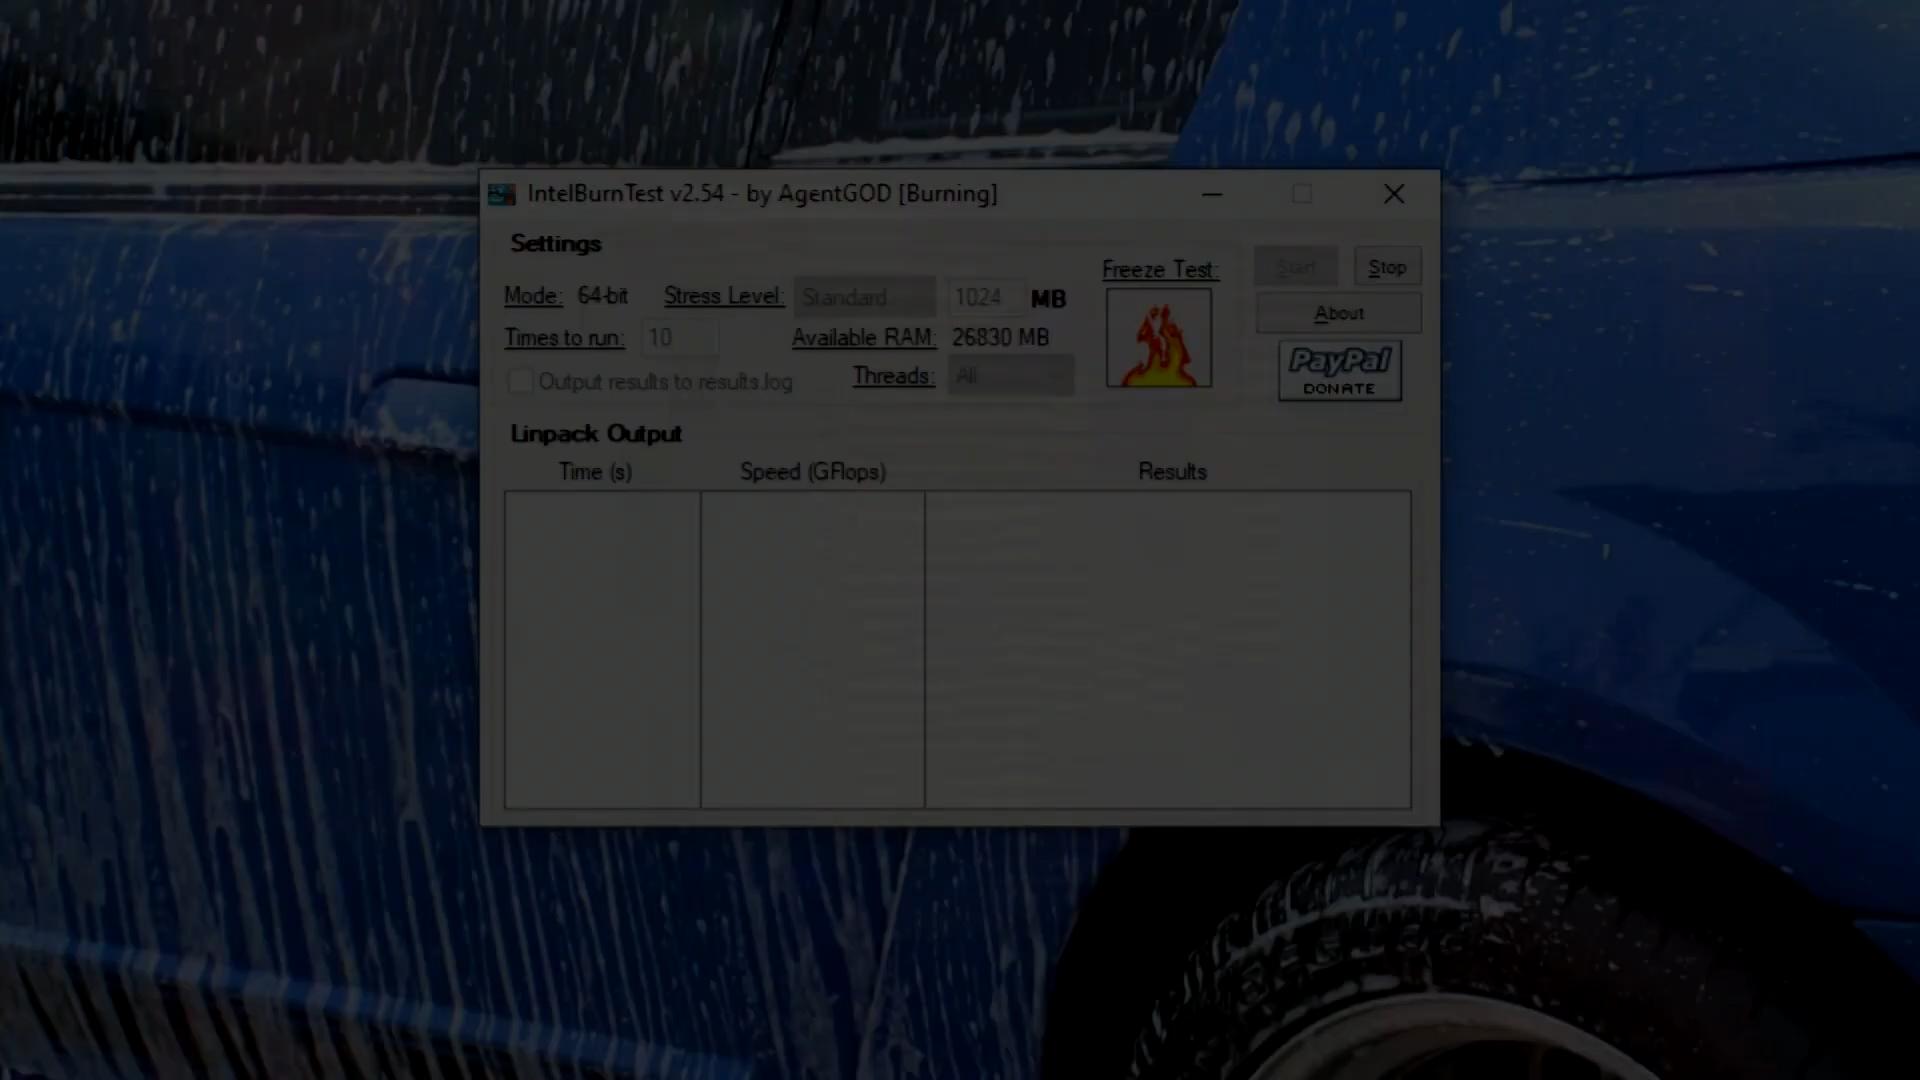 IntelBurnTest v2.54 - by AgentGOD [Burning]
Settings
Mode: 64-bit Stress Level: Standard 1024 MB
Times to run: 10 Available RAM: 26830 MB
Output results to results.log Threads: All
Freeze Test:
Start Stop
About
PayPal
DONATE
Linpack Output
Time (s) Speed (GFlops) Results